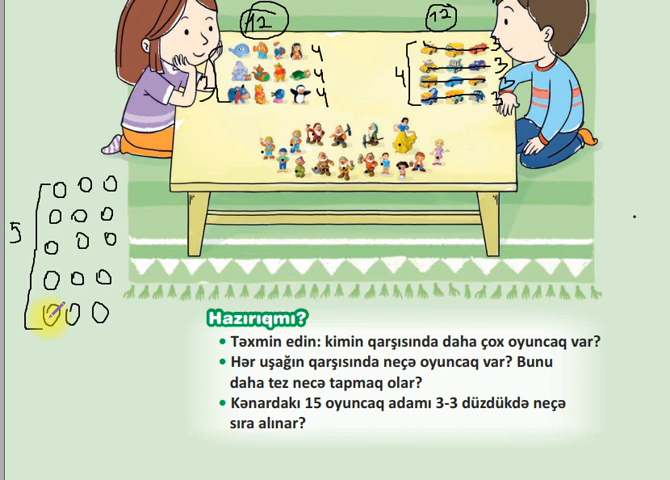 12
12
4
3
4
3
4
3
3
4
3
5
Hazırıqmı?
• Təxmin edin: kimin qarşısında daha çox oyuncaq var?
• Hər uşağın qarşısında neçə oyuncaq var? Bunu
daha tez necə tapmaq olar?
• Kənardakı 15 oyuncaq adamı 3-3 düzdükdə neçə
sıra alınar?